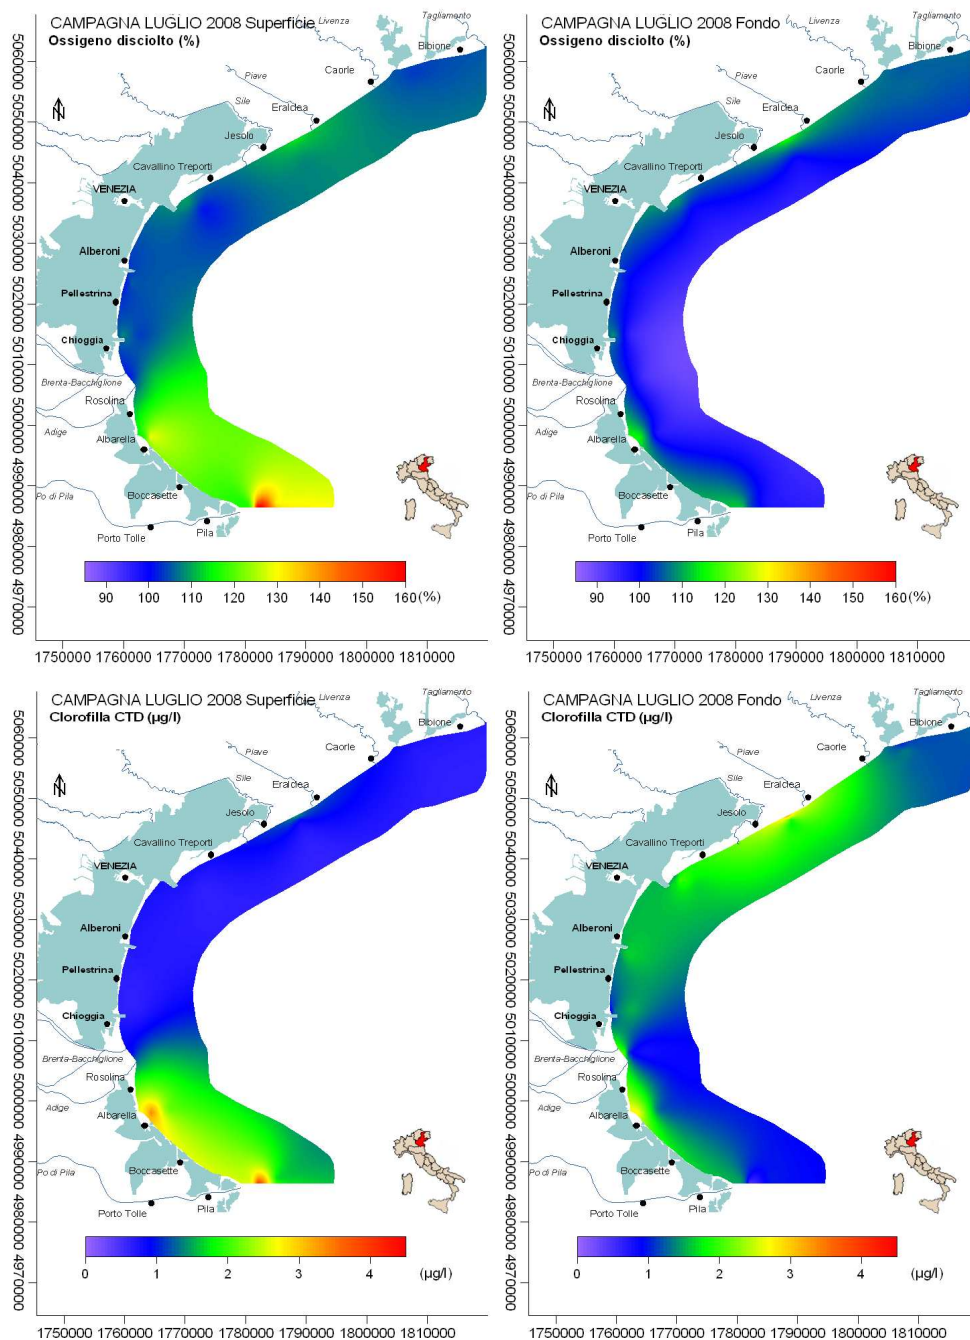 CAMPAGNA LUGLIO 2008 Superficie
Ossigeno disciolto (%)
Livenza
Tagliamento
Bibione
Caorle
Piave
Sile
Eraldea
Jesolo
Cavallino Treporti
VENEZIA
Alberoni
Pellestrina
Chioggia
Brenta-Bacchiglione
Rosolina
Adige
Albarella
Boccasette
Po di Pila
Porto Tolle
Pila
N
90 100 110 120 130 140 150 160 (%)
5060000
5050000
5040000
5030000
5020000
5010000
5000000
4990000
4980000
4970000
1750000 1760000 1770000 1780000 1790000 1800000 1810000
CAMPAGNA LUGLIO 2008 Fondo
Ossigeno disciolto (%)
Livenza
Tagliamento
Bibione
Caorle
Piave
Sile
Eraldea
Jesolo
Cavallino Treporti
VENEZIA
Alberoni
Pellestrina
Chioggia
Brenta-Bacchiglione
Rosolina
Adige
Albarella
Boccasette
Po di Pila
Porto Tolle
Pila
N
90 100 110 120 130 140 150 160 (%)
5060000
5050000
5040000
5030000
5020000
5010000
5000000
4990000
4980000
4970000
1750000 1760000 1770000 1780000 1790000 1800000 1810000
CAMPAGNA LUGLIO 2008 Superficie
Clorofilla CTD (µg/l)
Livenza
Tagliamento
Bibione
Caorle
Piave
Sile
Eraldea
Jesolo
Cavallino Treporti
VENEZIA
Alberoni
Pellestrina
Chioggia
Brenta-Bacchiglione
Rosolina
Adige
Albarella
Boccasette
Po di Pila
Porto Tolle
Pila
N
0 1 2 3 4 (µg/l)
5060000
5050000
5040000
5030000
5020000
5010000
5000000
4990000
4980000
4970000
1750000 1760000 1770000 1780000 1790000 1800000 1810000
CAMPAGNA LUGLIO 2008 Fondo
Clorofilla CTD (µg/l)
Livenza
Tagliamento
Bibione
Caorle
Piave
Sile
Eraldea
Jesolo
Cavallino Treporti
VENEZIA
Alberoni
Pellestrina
Chioggia
Brenta-Bacchiglione
Rosolina
Adige
Albarella
Boccasette
Po di Pila
Porto Tolle
Pila
N
0 1 2 3 4 (µg/l)
5060000
5050000
5040000
5030000
5020000
5010000
5000000
4990000
4980000
4970000
1750000 1760000 1770000 1780000 1790000 1800000 1810000